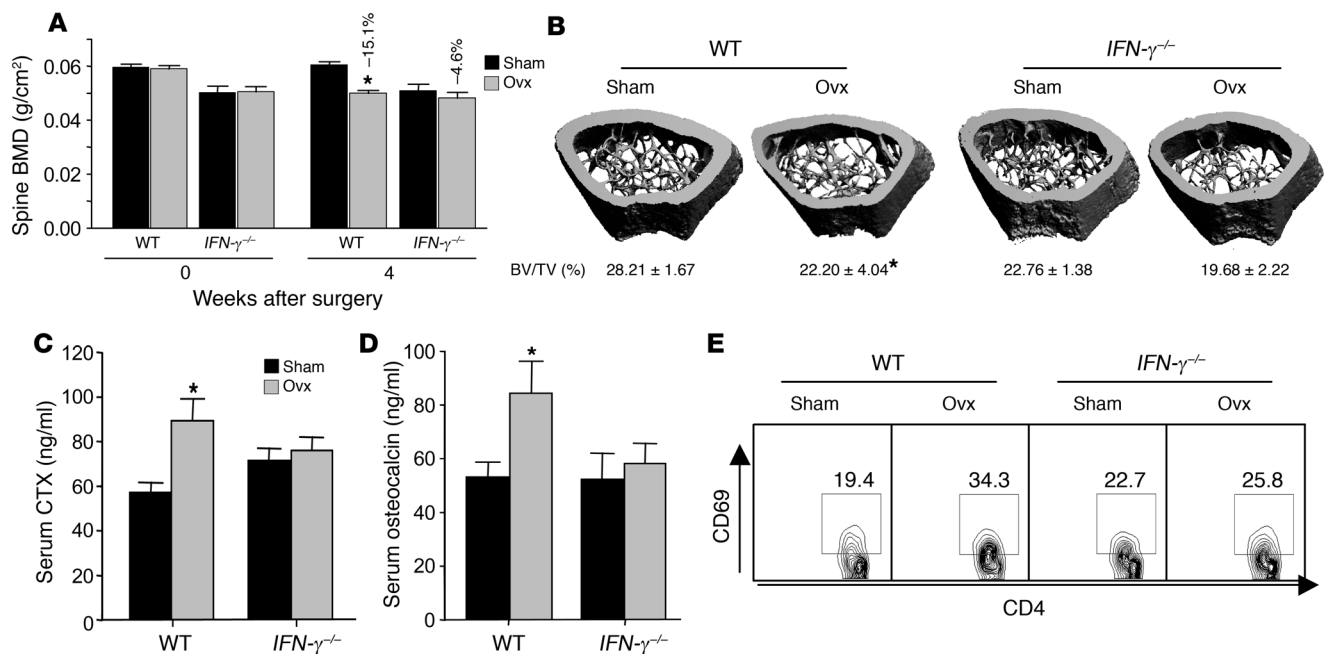 A
Spine BMD (g/cm²)
0.06
0.04
0.02
0.00
–15.1%
*
–4.6%
Sham
Ovx
WT
IFN-γ⁻/⁻
WT
IFN-γ⁻/⁻
0
4
Weeks after surgery
B
WT
IFN-γ⁻/⁻
Sham
Ovx
Sham
Ovx
BV/TV (%)
28.21 ± 1.67
22.20 ± 4.04*
22.76 ± 1.38
19.68 ± 2.22
C
Serum CTX (ng/ml)
120
100
80
60
40
20
0
Sham
Ovx
*
WT
IFN-γ⁻/⁻
D
Serum osteocalcin (ng/ml)
100
80
60
40
20
0
*
WT
IFN-γ⁻/⁻
E
WT
IFN-γ⁻/⁻
Sham
Ovx
Sham
Ovx
19.4
34.3
22.7
25.8
CD69
CD4